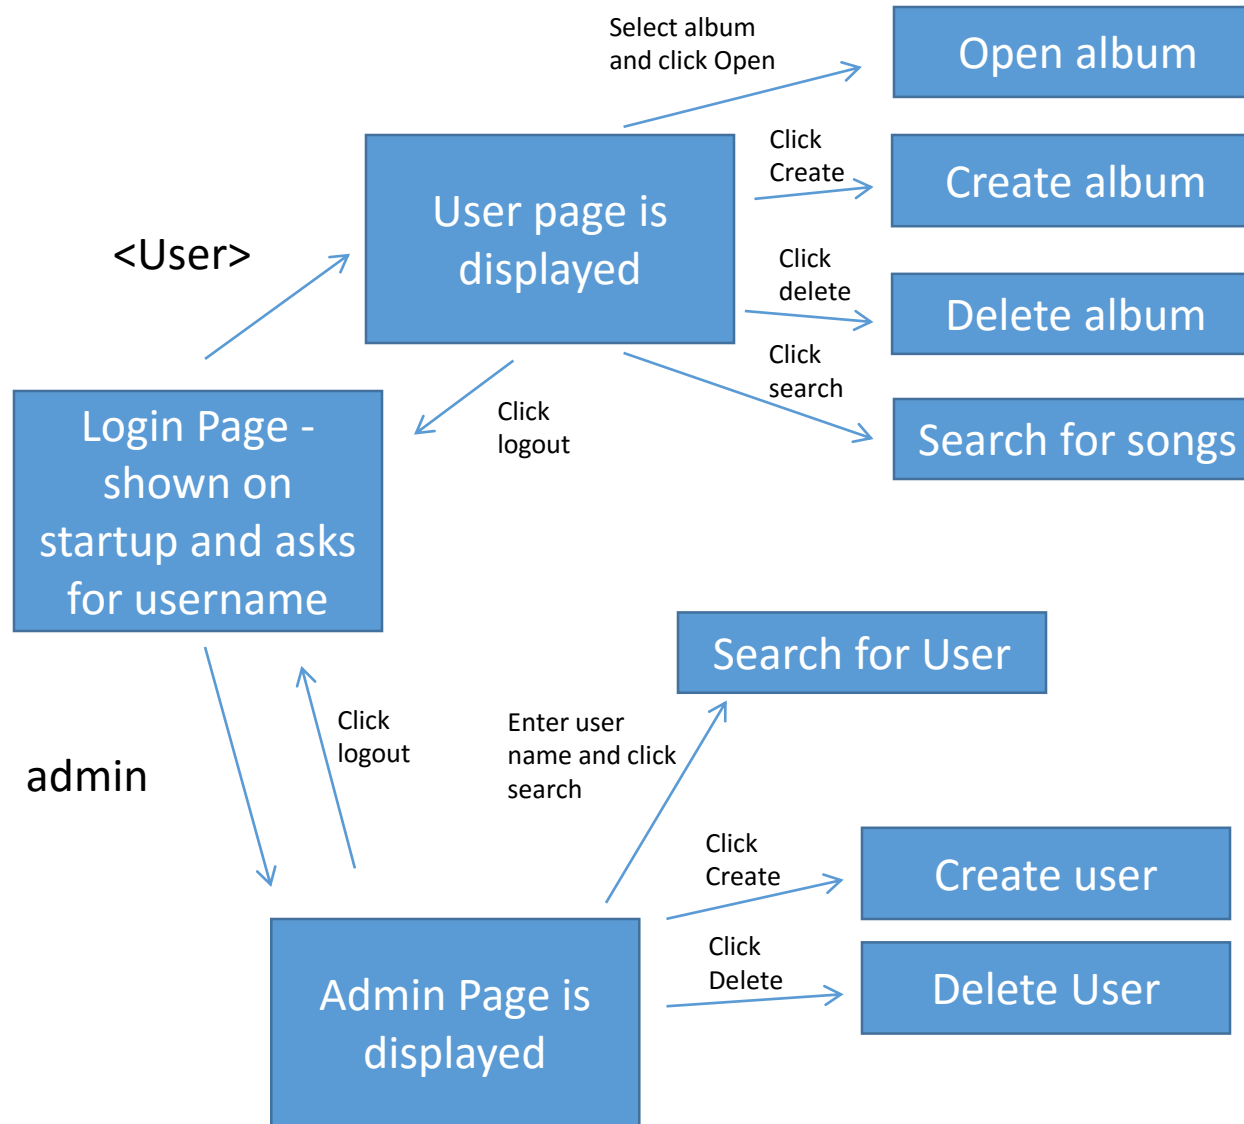 Select album
and click Open
Open album
Click
Create
Create album
User page is
displayed
<User>
Click
delete
Delete album
Click
search
Search for songs
Click
logout
Login Page -
shown on
startup and asks
for username
Search for User
Click
logout
Enter user
name and click
search
admin
Click
Create
Create user
Click
Delete
Delete User
Admin Page is
displayed